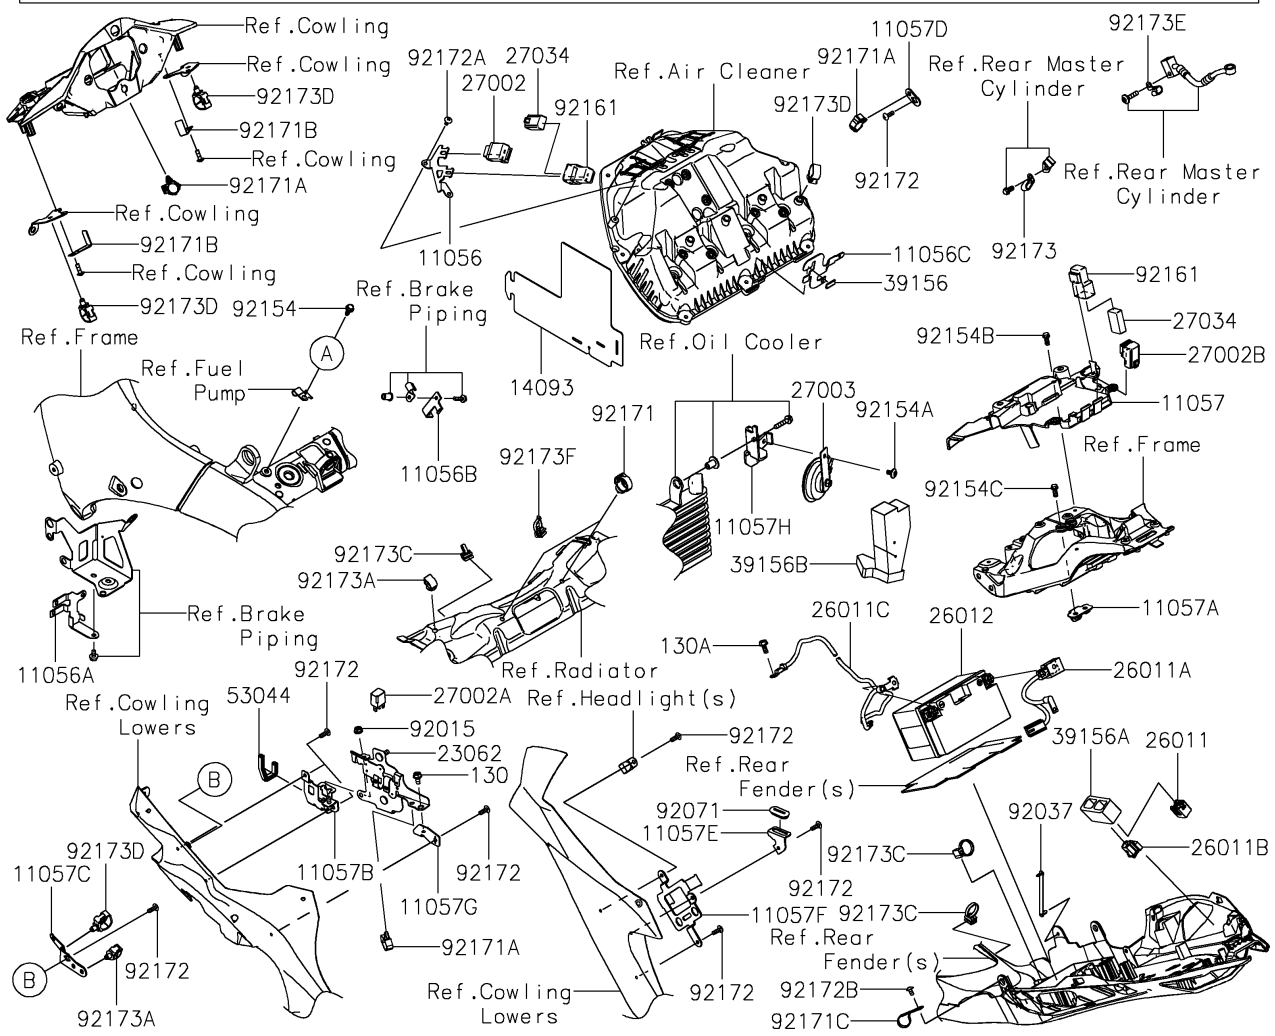 Ref.Cowling
92173E
11057D
27034
92172A
92171A
Ref.Cowling
Ref.Air Cleaner
Ref.Rear Master
Cylinder
27002
92173D
92161
92173D
92171B
Ref.Cowling
92171A
92172
Ref.Rear Master
Cylinder
Ref.Cowling
92171B
11056
92173
11056C
92161
Ref.Cowling
39156
Ref.Brake
Piping
92173D
92154
27034
92154B
Ref.Frame
A
Ref.Oil Cooler
27002B
Ref.Fuel
Pump
14093
27003
11057
92171
92154A
Ref.Frame
92173F
11056B
92154C
11057H
92173C
39156B
92173A
11057A
26011C
26012
Ref.Brake
Piping
130A
11056A
92172
Ref.Radiator
26011A
53044
27002A
Ref.Headlight(s)
Ref.Cowling
Lowers
92015
92172
39156A
26011
23062
Ref.Rear
Fender(s)
B
130
92071
92037
11057E
92173D
92173C
26011B
11057C
11057B
92172
92172
11057G
11057F
92173C
92171A
Ref.Rear
Fender(s)
B
92172
Ref.Cowling
Lowers
92172
92172B
92173A
92171C